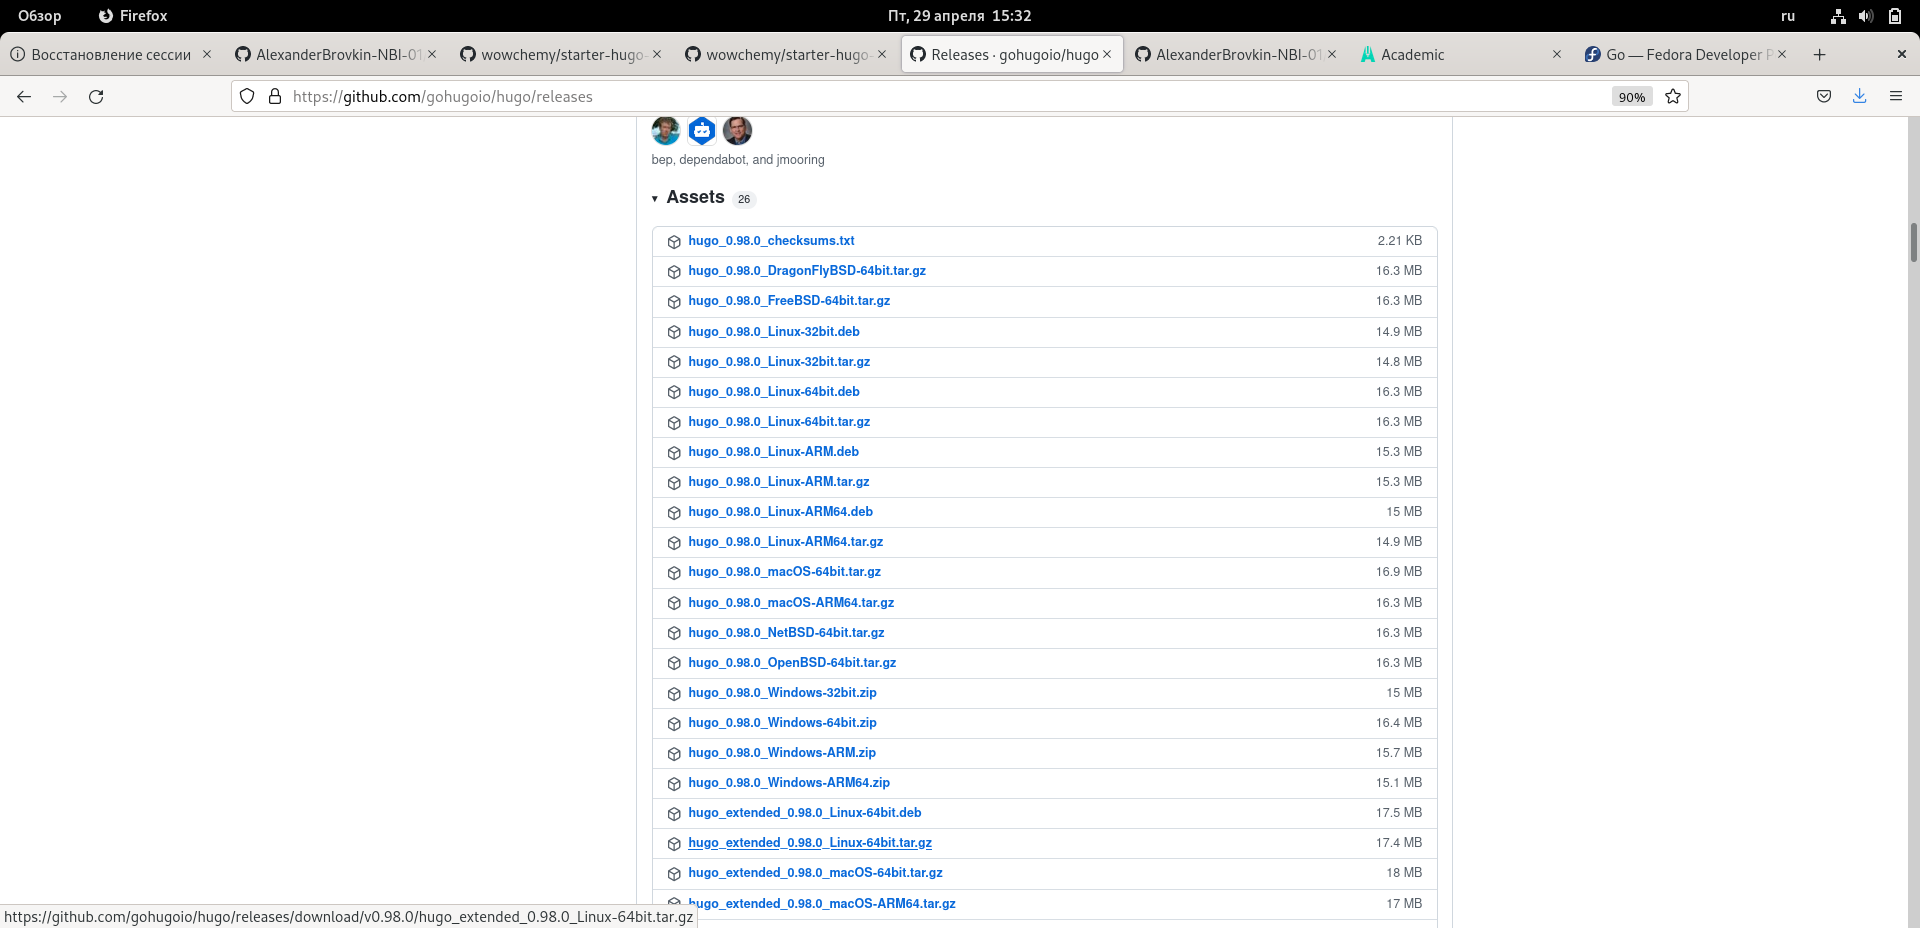 Обзор Firefox Пт, 29 апреля 15:32 ru
Восстановление сессии AlexanderBrovkin-NBI-01 wowchemy/starter-hugo- wowchemy/starter-hugo- Releases · gohugoio/hugo AlexanderBrovkin-NBI-01 Academic Go — Fedora Developer P
https://github.com/gohugoio/hugo/releases 90%
bep, dependabot, and jmooring
Assets 26
hugo_0.98.0_checksums.txt 2.21 KB
hugo_0.98.0_DragonFlyBSD-64bit.tar.gz 16.3 MB
hugo_0.98.0_FreeBSD-64bit.tar.gz 16.3 MB
hugo_0.98.0_Linux-32bit.deb 14.9 MB
hugo_0.98.0_Linux-32bit.tar.gz 14.8 MB
hugo_0.98.0_Linux-64bit.deb 16.3 MB
hugo_0.98.0_Linux-64bit.tar.gz 16.3 MB
hugo_0.98.0_Linux-ARM.deb 15.3 MB
hugo_0.98.0_Linux-ARM.tar.gz 15.3 MB
hugo_0.98.0_Linux-ARM64.deb 15 MB
hugo_0.98.0_Linux-ARM64.tar.gz 14.9 MB
hugo_0.98.0_macOS-64bit.tar.gz 16.9 MB
hugo_0.98.0_macOS-ARM64.tar.gz 16.3 MB
hugo_0.98.0_NetBSD-64bit.tar.gz 16.3 MB
hugo_0.98.0_OpenBSD-64bit.tar.gz 16.3 MB
hugo_0.98.0_Windows-32bit.zip 15 MB
hugo_0.98.0_Windows-64bit.zip 16.4 MB
hugo_0.98.0_Windows-ARM.zip 15.7 MB
hugo_0.98.0_Windows-ARM64.zip 15.1 MB
hugo_extended_0.98.0_Linux-64bit.deb 17.5 MB
hugo_extended_0.98.0_Linux-64bit.tar.gz 17.4 MB
hugo_extended_0.98.0_macOS-64bit.tar.gz 18 MB
hugo_extended_0.98.0_macOS-ARM64.tar.gz 17 MB
https://github.com/gohugoio/hugo/releases/download/v0.98.0/hugo_extended_0.98.0_Linux-64bit.tar.gz